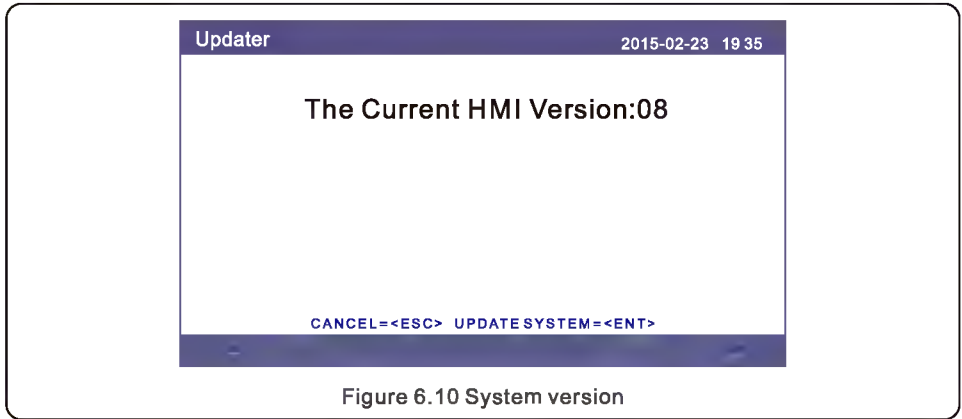 Updater 2015-02-23 19 35
The Current HMI Version:08
CANCEL=<ESC> UPDATE SYSTEM=<ENT>
Figure 6.10 System version